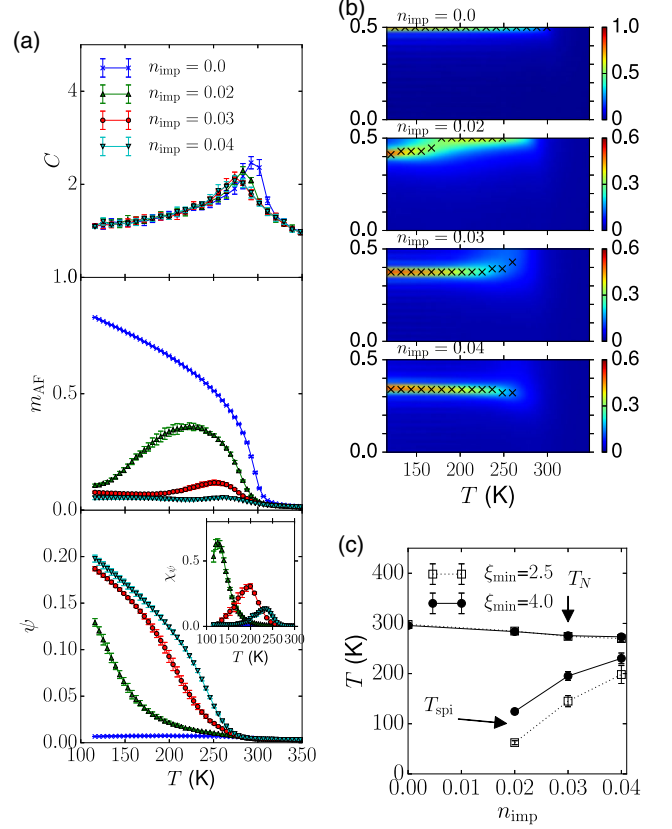 (a)
n_imp = 0.0
n_imp = 0.02
n_imp = 0.03
n_imp = 0.04
4
2
C
1.0
0.5
0.0
m_AF
0.20
0.15
0.10
0.05
0.00
ψ
χ_ψ
0.5
0.0
100 150 200 250 300
T (K)
100 150 200 250 300 350
T (K)
(b)
n_imp = 0.0
0.5
0.0
1.0
0.5
0
n_imp = 0.02
0.5
0.0
0.6
0.3
0
n_imp = 0.03
0.5
0.0
0.6
0.3
0
n_imp = 0.04
0.5
0.0
0.6
0.3
0
150 200 250 300
T (K)
(c)
ξ_min=2.5
ξ_min=4.0
T_N
T_spi
400
300
200
100
0
T (K)
0.00 0.01 0.02 0.03 0.04
n_imp